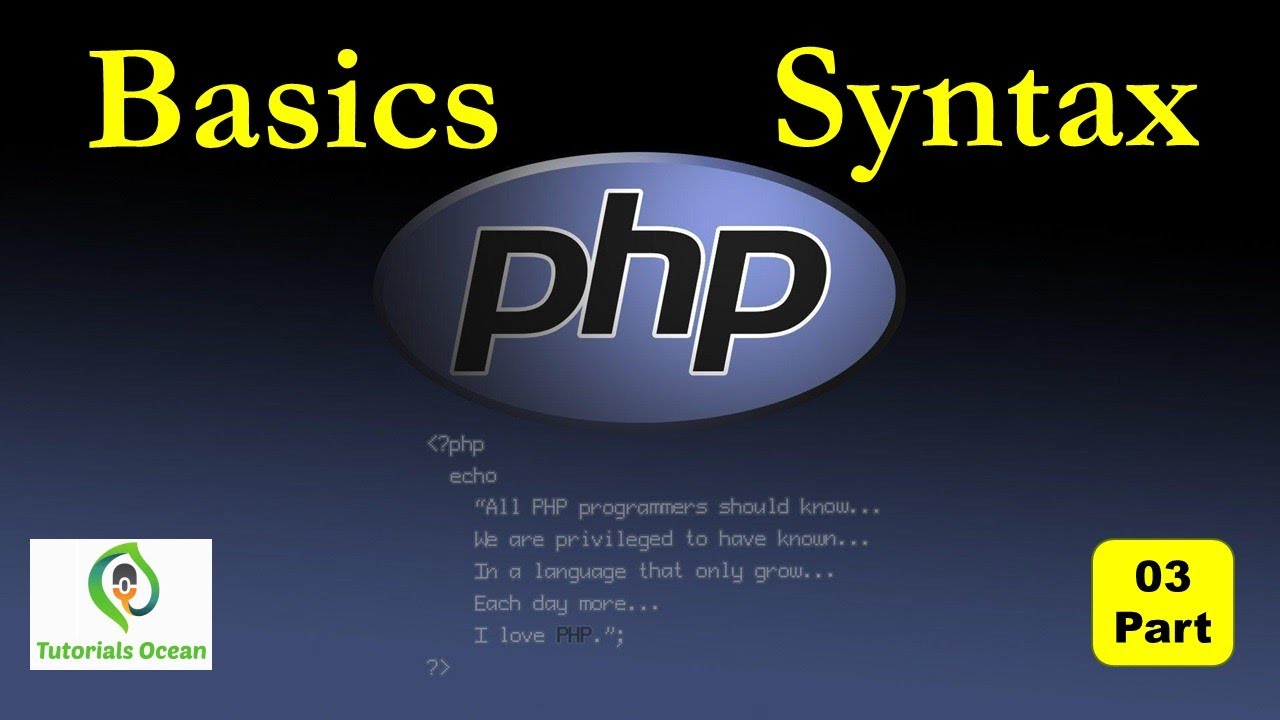 Basics Syntax
php
<?php
echo
“All PHP programmers should know...
We are privileged to have known...
In a language that only grow...
Each day more...
I love PHP.”;
?>
Tutorials Ocean
03
Part